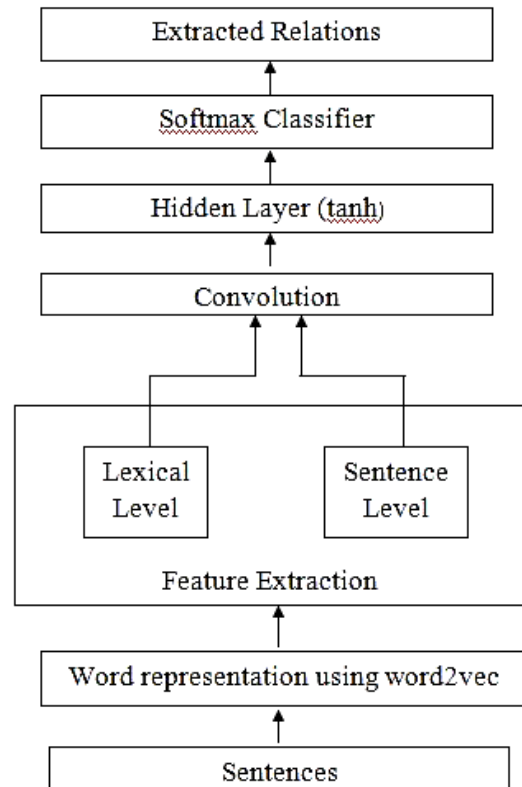 Extracted Relations
Softmax Classifier
Hidden Layer (tanh)
Convolution
Lexical
Level
Sentence
Level
Feature Extraction
Word representation using word2vec
Sentences